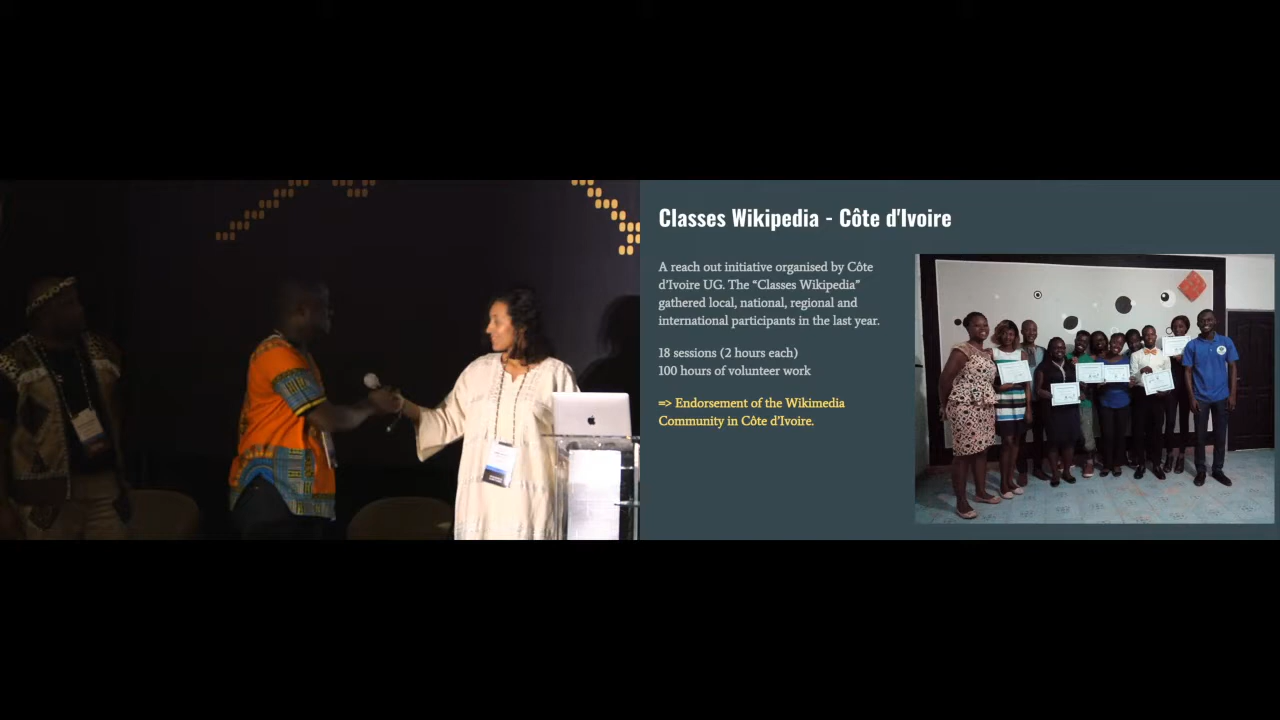 Classes Wikipedia - Côte d'Ivoire
A reach out initiative organised by Côte
d'Ivoire UG. The “Classes Wikipedia”
gathered local, national, regional and
international participants in the last year.
18 sessions (2 hours each)
100 hours of volunteer work
=> Endorsement of the Wikimedia
Community in Côte d'Ivoire.